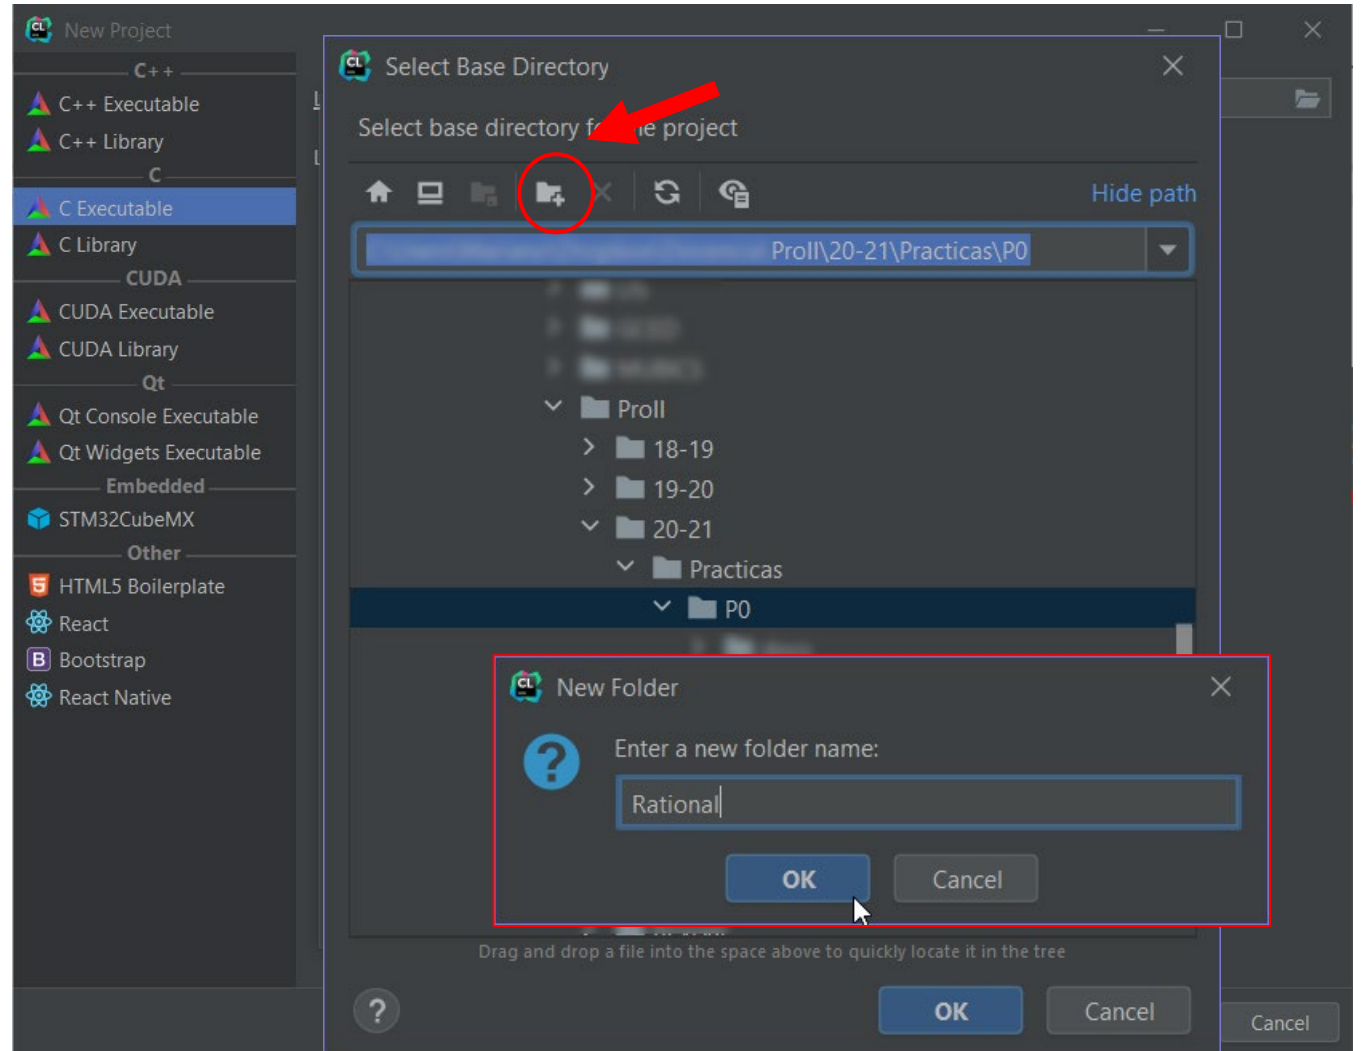 New Project
C++
C++ Executable
C++ Library
C
C Executable
C Library
CUDA
CUDA Executable
CUDA Library
Qt
Qt Console Executable
Qt Widgets Executable
Embedded
STM32CubeMX
Other
HTML5 Boilerplate
React
Bootstrap
React Native
Select Base Directory
Select base directory project
Hide path
ProII\20-21\Practicas\P0
ProII
18-19
19-20
20-21
Practicas
P0
New Folder
Enter a new folder name:
Rational
OK Cancel
Drag and drop a file into the space above to quickly locate it in the tree
OK Cancel
Cancel